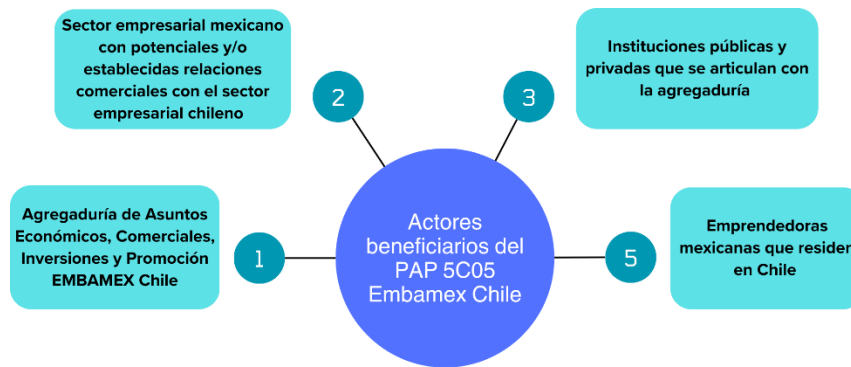 Sector empresarial mexicano
con potenciales y/o
establecidas relaciones
comerciales con el sector
empresarial chileno
2
3
Instituciones públicas y
privadas que se articulan con
la agregaduría
Agregaduría de Asuntos
Económicos, Comerciales,
Inversiones y Promoción
EMBAMEX Chile
1
Actores
beneficiarios del
PAP 5C05
Embamex Chile
5
Emprendedoras
mexicanas que residen
en Chile